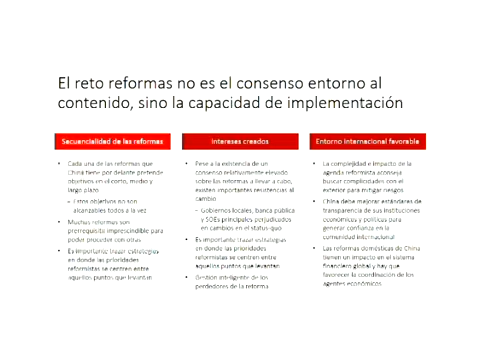 El reto reformas no es el consenso entorno al
contenido, sino la capacidad de implementación
Secuencialidad de las reformas
• Cada una de las reformas que
China tiene por delante pretende
objetivos en el corto, medio y
largo plazo
– Estos objetivos no son
alcanzables todos a la vez
• Muchas reformas son
prerrequisito imprescindible para
poder proceder con otras
• Es importante trazar estrategias
en donde las prioridades
reformistas se centren entre
aquellos puntos que levantan
Intereses creados
• Pese a la existencia de un
consenso relativamente elevado
sobre las reformas a llevar a cabo,
existen importantes resistencias al
cambio
– Gobiernos locales, banca pública
y SOEs principales perjudicados
en cambios en el status quo
• Es importante trazar estrategias
en donde las prioridades
reformistas se centren entre
aquellos puntos que levantan
• Gestión inteligente de los
perdedores de la reforma
Entorno internacional favorable
• La complejidad e impacto de la
agenda reformista aconseja
buscar complicidades con el
exterior para mitigar riesgos
• China debe mejorar estándares de
transparencia de sus instituciones
económicos y políticas para
generar confianza en la
comunidad internacional
• Las reformas domésticas de China
tienen un impacto en el sistema
financiero global y hay que
favorecer la coordinación de los
agentes económicos